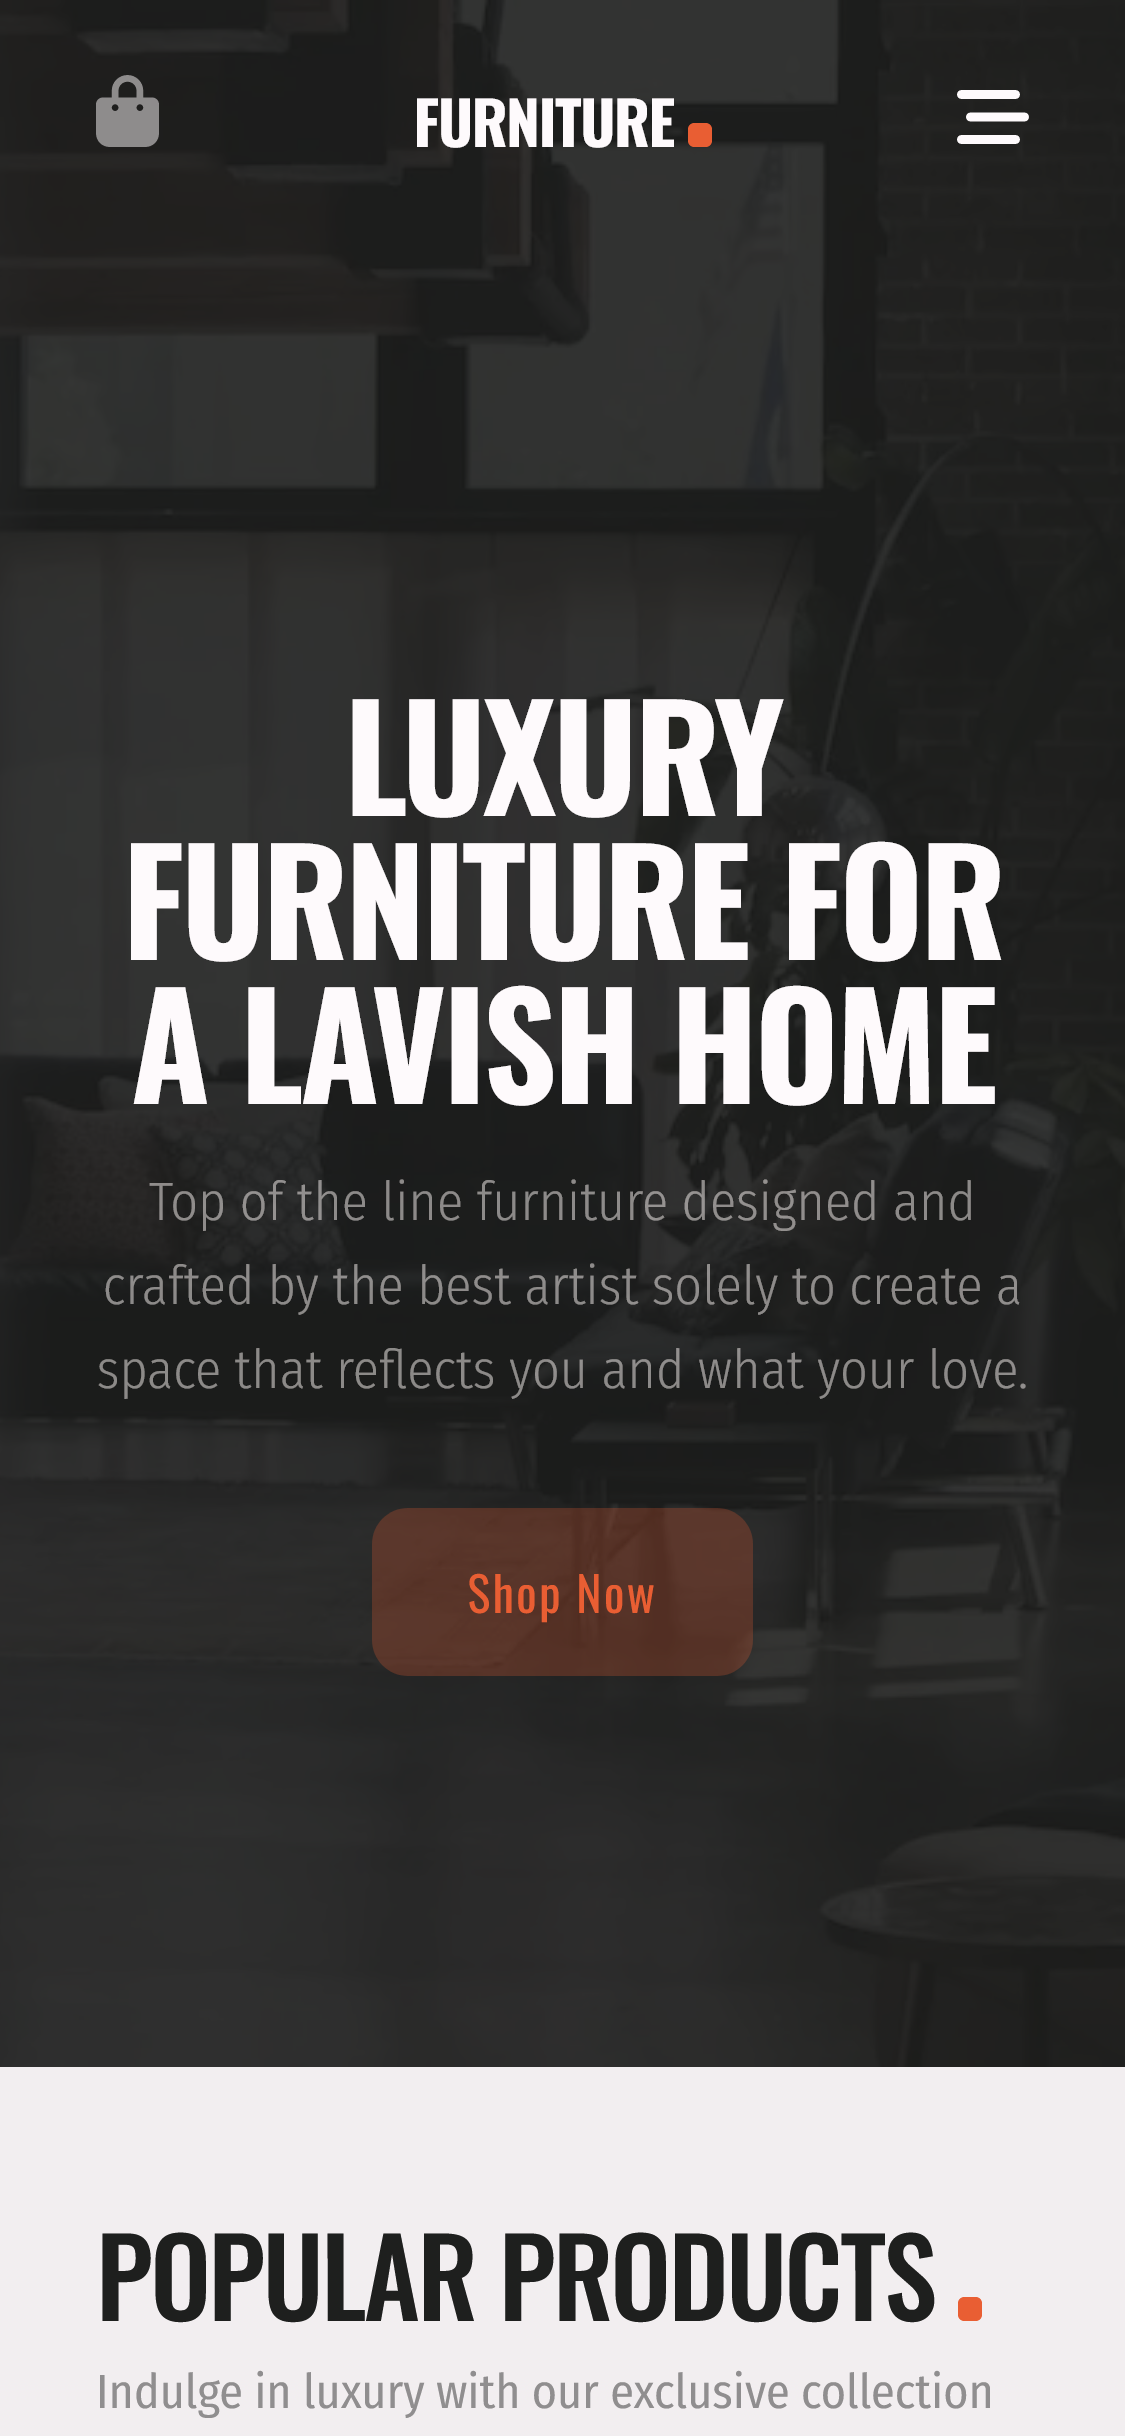 FURNITURE.
LUXURY
FURNITURE FOR
A LAVISH HOME
Top of the line furniture designed and
crafted by the best artist solely to create a
space that reflects you and what your love.
Shop Now
POPULAR PRODUCTS.
Indulge in luxury with our exclusive collection